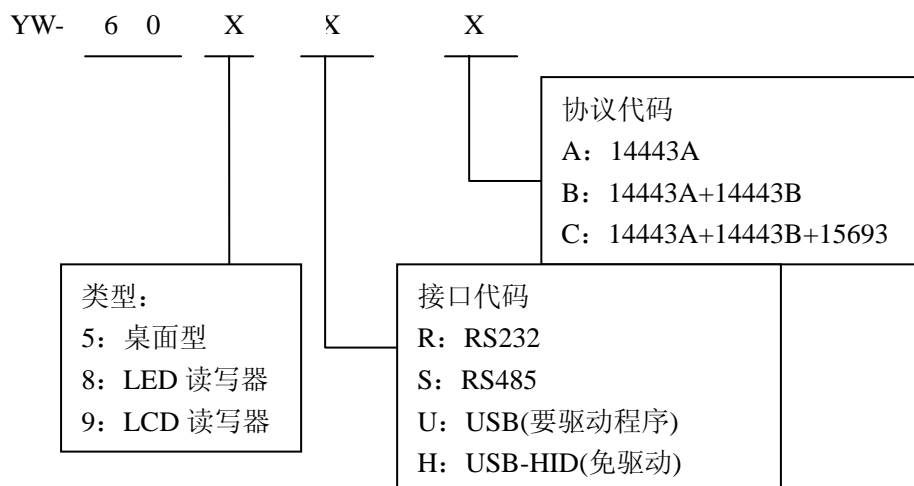 YW- 6 0 X X X
协议代码
A：14443A
B：14443A+14443B
C：14443A+14443B+15693
类型：
5：桌面型
8：LED 读写器
9：LCD 读写器
接口代码
R：RS232
S：RS485
U：USB(要驱动程序)
H：USB-HID(免驱动)